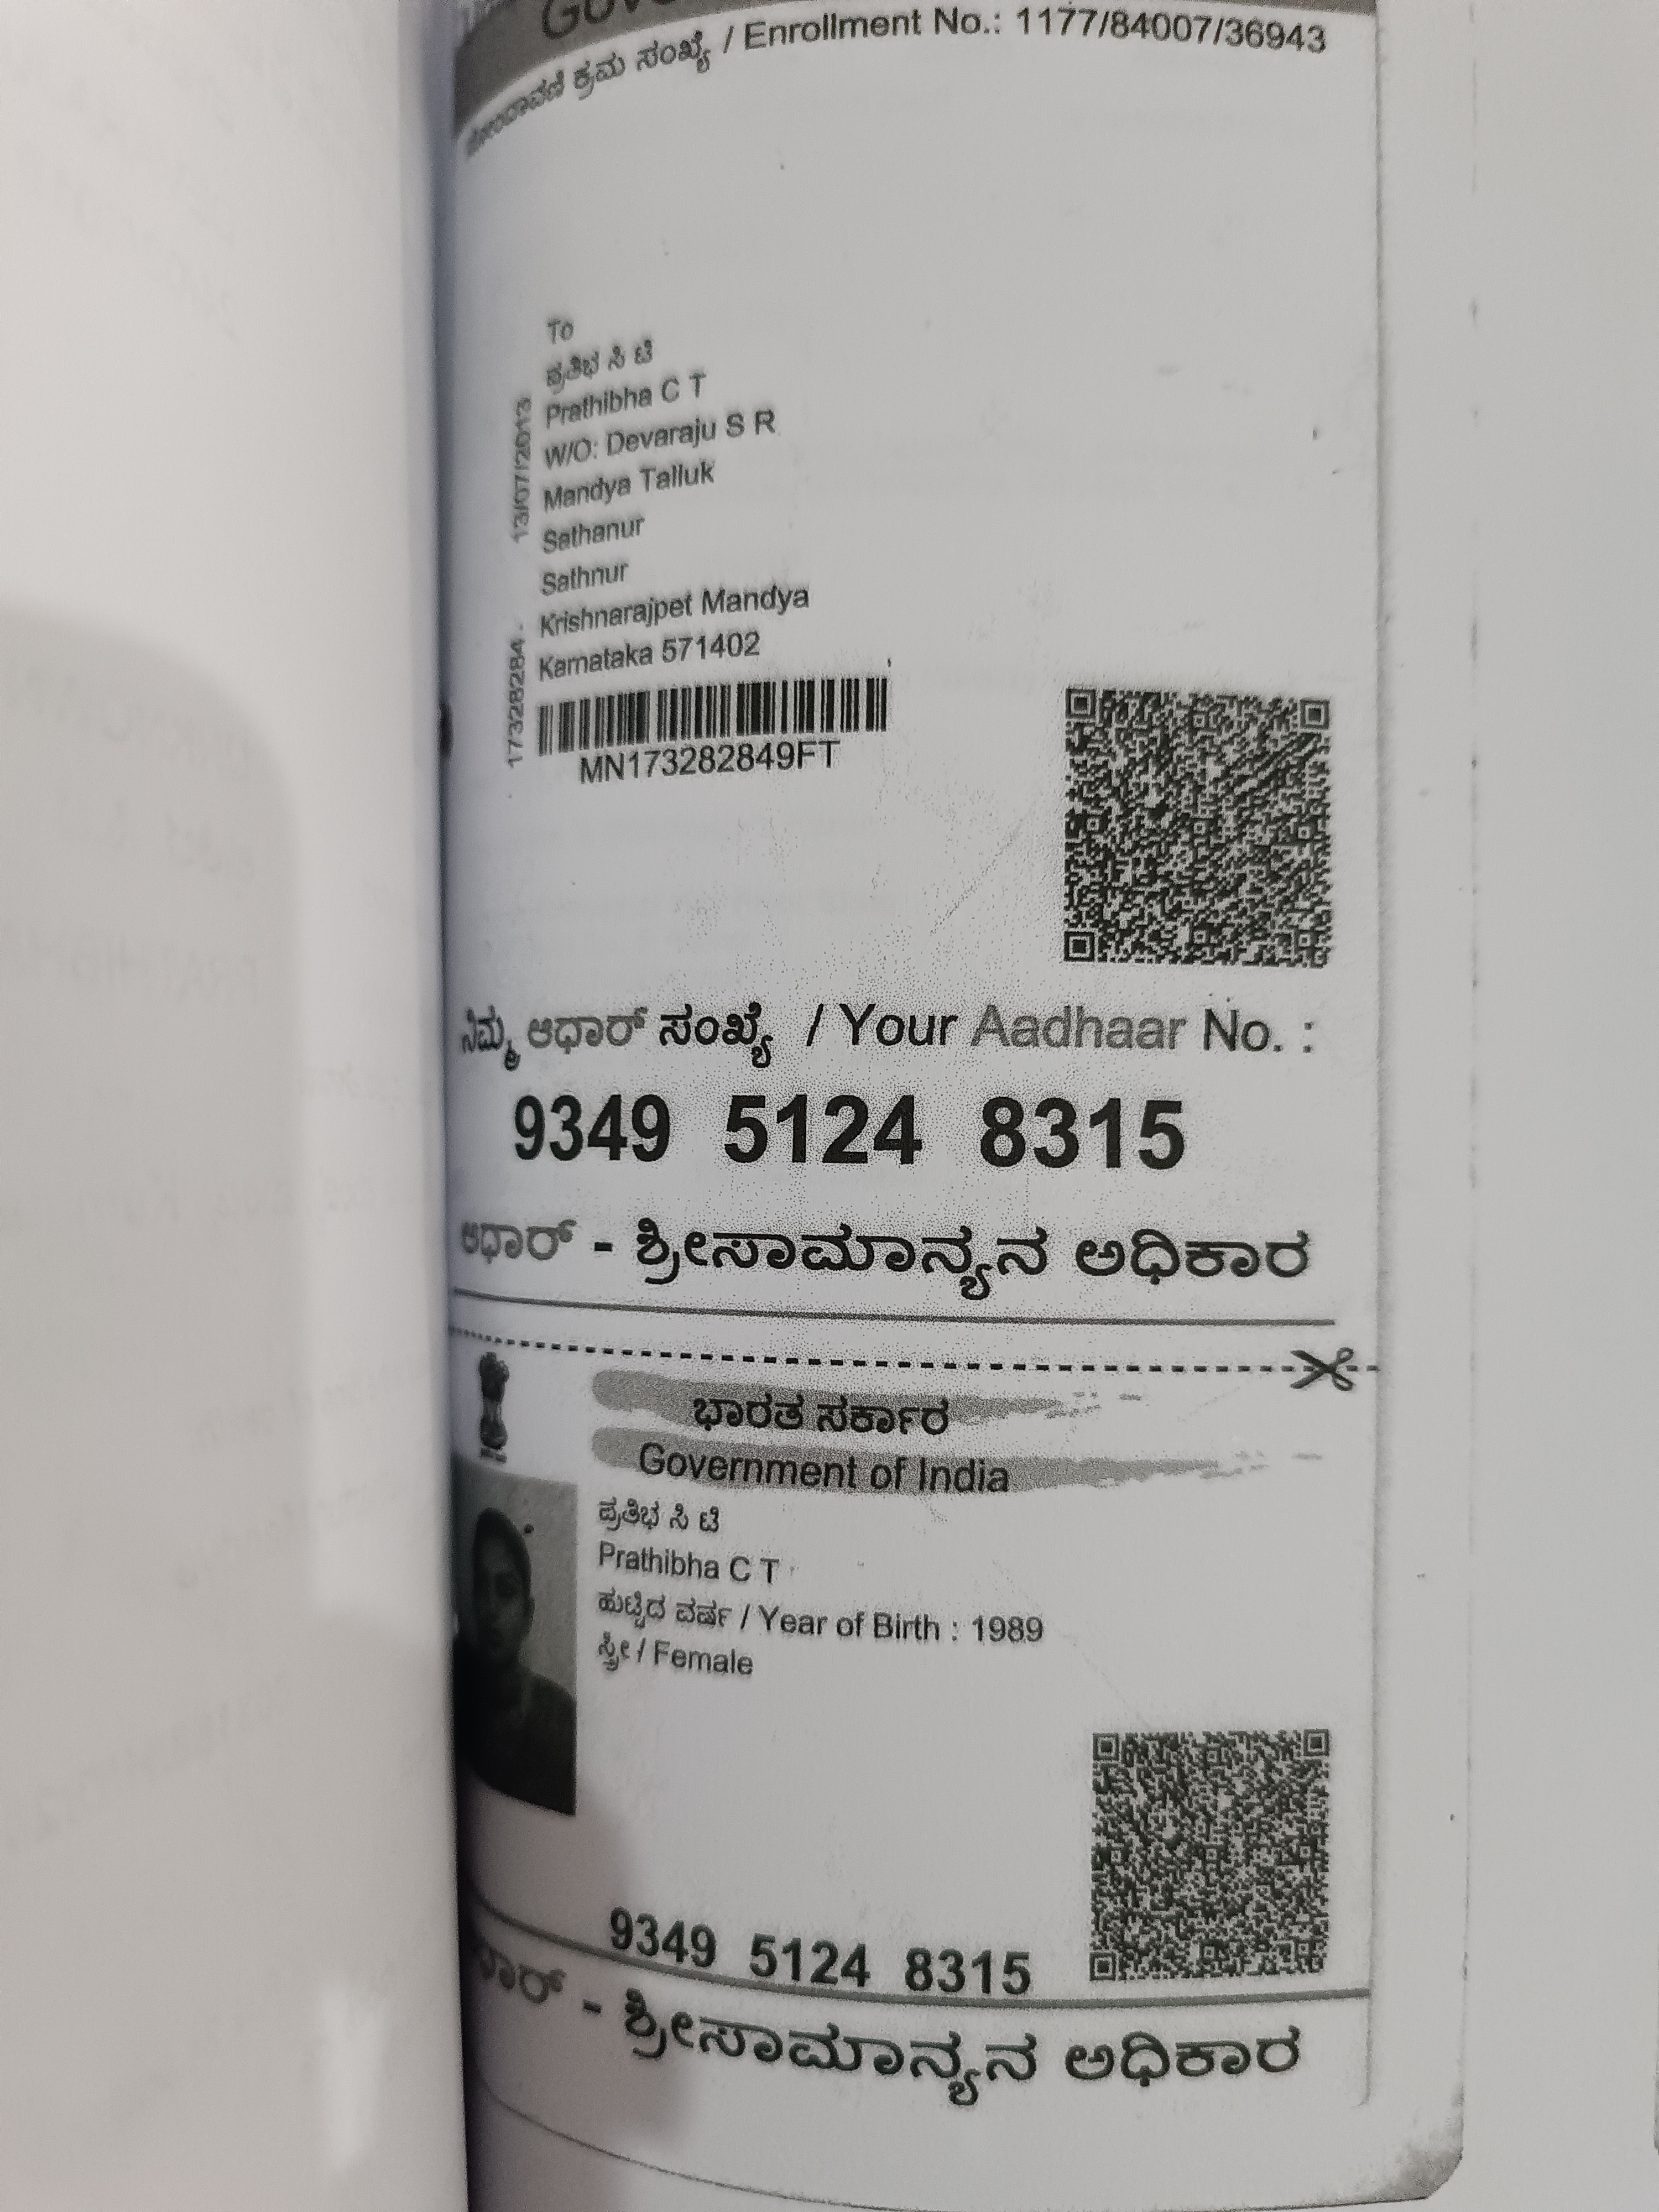 ನೋಂದಾವಣೆ ಕ್ರಮ ಸಂಖ್ಯೆ / Enrollment No.: 1177/84007/36943
To
ಪ್ರತಿಭ ಸಿ ಟಿ
Prathibha C T
W/O: Devaraju S R
Mandya Talluk
Sathanur
Sathnur
Krishnarajpet Mandya
Karnataka 571402
17328284 - 13/07/2013
MN173282849FT
ನಿಮ್ಮ ಆಧಾರ್ ಸಂಖ್ಯೆ / Your Aadhaar No. :
9349 5124 8315
ಆಧಾರ್ - ಶ್ರೀಸಾಮಾನ್ಯನ ಅಧಿಕಾರ
ಭಾರತ ಸರ್ಕಾರ
Government of India
ಪ್ರತಿಭ ಸಿ ಟಿ
Prathibha C T
ಹುಟ್ಟಿದ ವರ್ಷ / Year of Birth : 1989
ಸ್ತ್ರೀ / Female
9349 5124 8315
- ಶ್ರೀಸಾಮಾನ್ಯನ ಅಧಿಕಾರ